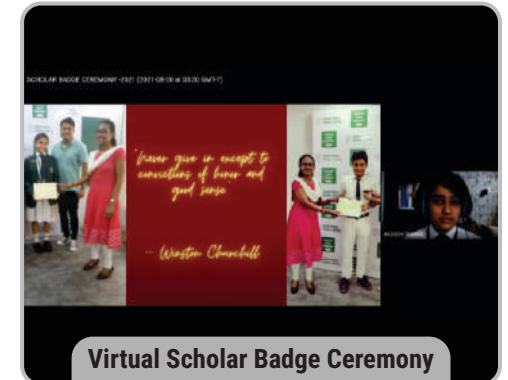 SCHOLAR BADGE CEREMONY -2021 (2021-09-20 at 00:30 GMT-7)
"Never give in except to
convictions of honor and
good sense"
-- Winston Churchill
Virtual Scholar Badge Ceremony